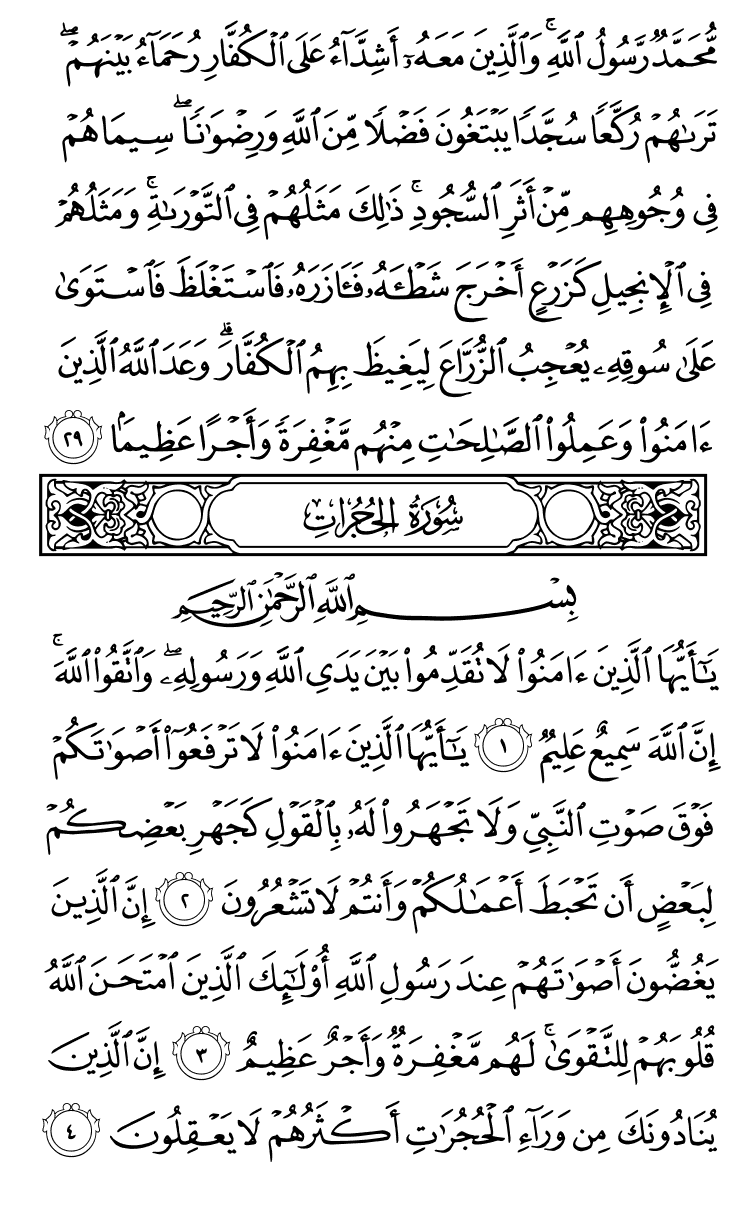 مُّحَمَّدٌ رَّسُولُ ٱللَّهِۚ وَٱلَّذِينَ مَعَهُۥٓ أَشِدَّآءُ عَلَى ٱلْكُفَّارِ رُحَمَآءُ بَيْنَهُمْۖ
تَرَىٰهُمْ رُكَّعًا سُجَّدًا يَبْتَغُونَ فَضْلًا مِّنَ ٱللَّهِ وَرِضْوَٰنًاۖ سِيمَاهُمْ
فِى وُجُوهِهِم مِّنْ أَثَرِ ٱلسُّجُودِۚ ذَٰلِكَ مَثَلُهُمْ فِى ٱلتَّوْرَىٰةِۚ وَمَثَلُهُمْ
فِى ٱلْإِنجِيلِ كَزَرْعٍ أَخْرَجَ شَطْـَٔهُۥ فَـَٔازَرَهُۥ فَٱسْتَغْلَظَ فَٱسْتَوَىٰ
عَلَىٰ سُوقِهِۦ يُعْجِبُ ٱلزُّرَّاعَ لِيَغِيظَ بِهِمُ ٱلْكُفَّارَۗ وَعَدَ ٱللَّهُ ٱلَّذِينَ
ءَامَنُوا۟ وَعَمِلُوا۟ ٱلصَّٰلِحَٰتِ مِنْهُم مَّغْفِرَةً وَأَجْرًا عَظِيمًۢا ٢٩
سُورَةُ الحُجُرَاتِ
بِسْمِ ٱللَّهِ ٱلرَّحْمَٰنِ ٱلرَّحِيمِ
يَٰٓأَيُّهَا ٱلَّذِينَ ءَامَنُوا۟ لَا تُقَدِّمُوا۟ بَيْنَ يَدَىِ ٱللَّهِ وَرَسُولِهِۦۖ وَٱتَّقُوا۟ ٱللَّهَۚ
إِنَّ ٱللَّهَ سَمِيعٌ عَلِيمٌ ١ يَٰٓأَيُّهَا ٱلَّذِينَ ءَامَنُوا۟ لَا تَرْفَعُوٓا۟ أَصْوَٰتَكُمْ
فَوْقَ صَوْتِ ٱلنَّبِىِّ وَلَا تَجْهَرُوا۟ لَهُۥ بِٱلْقَوْلِ كَجَهْرِ بَعْضِكُمْ
لِبَعْضٍ أَن تَحْبَطَ أَعْمَٰلُكُمْ وَأَنتُمْ لَا تَشْعُرُونَ ٢ إِنَّ ٱلَّذِينَ
يَغُضُّونَ أَصْوَٰتَهُمْ عِندَ رَسُولِ ٱللَّهِ أُو۟لَٰٓئِكَ ٱلَّذِينَ ٱمْتَحَنَ ٱللَّهُ
قُلُوبَهُمْ لِلتَّقْوَىٰۚ لَهُم مَّغْفِرَةٌ وَأَجْرٌ عَظِيمٌ ٣ إِنَّ ٱلَّذِينَ
يُنَادُونَكَ مِن وَرَآءِ ٱلْحُجُرَٰتِ أَكْثَرُهُمْ لَا يَعْقِلُونَ ٤